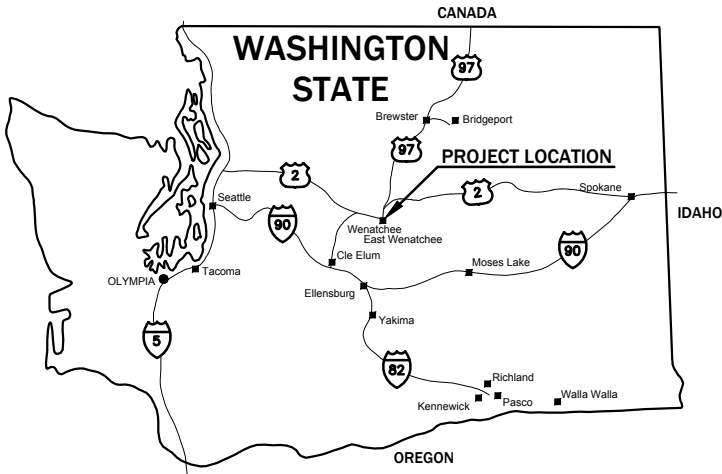 CANADA
WASHINGTON
STATE
97
Brewster
Bridgeport
97
PROJECT LOCATION
2
2
Spokane
Seattle
IDAHO
90
Wenatchee
East Wenatchee
90
Cle Elum
Moses Lake
Tacoma
OLYMPIA
Ellensburg
Yakima
5
82
Richland
Walla Walla
Pasco
Kennewick
OREGON